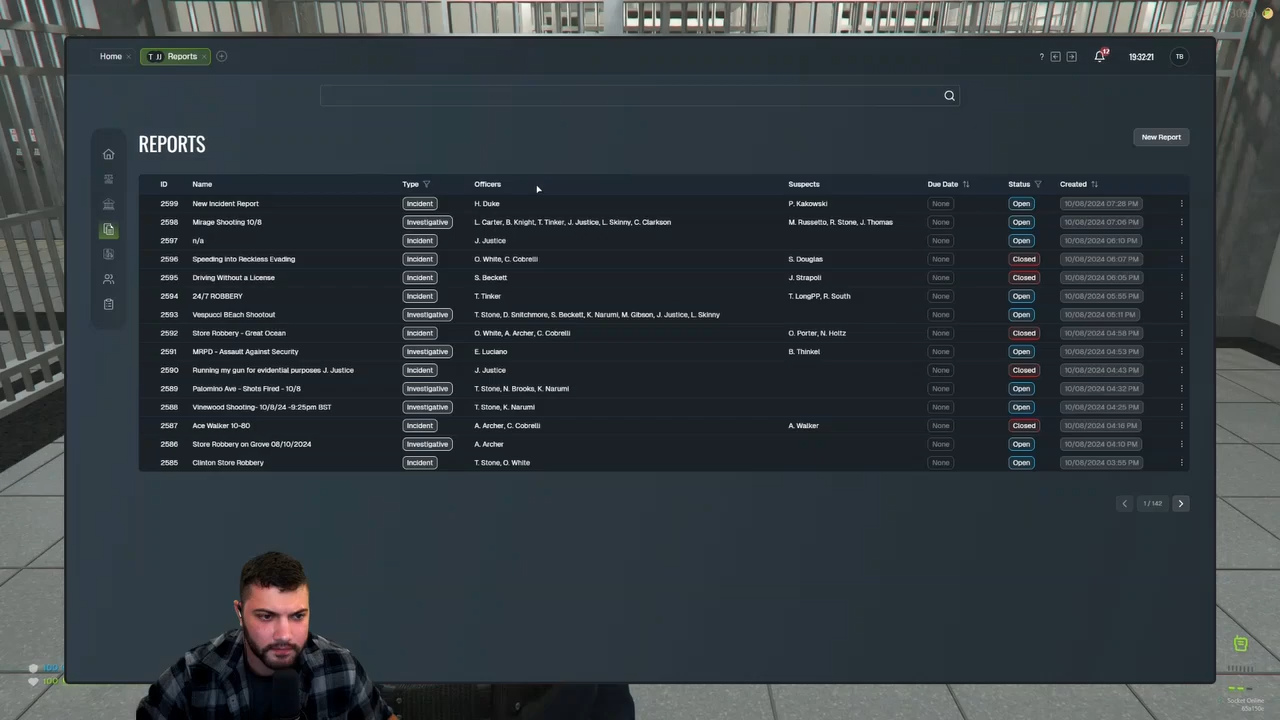 Home ×
T JJ Reports ×
? 12 19:32:21 TB
REPORTS
New Report
ID Name Type Officers Suspects Due Date Status Created
2599 New Incident Report Incident H. Duke P. Kakowski None Open 10/08/2024 07:28 PM
2598 Mirage Shooting 10/8 Investigative L. Carter, B. Knight, T. Tinker, J. Justice, L. Skinny, C. Clarkson M. Russetto, R. Stone, J. Thomas None Open 10/08/2024 07:06 PM
2597 n/a Incident J. Justice None Open 10/08/2024 06:10 PM
2596 Speeding into Reckless Evading Incident O. White, C. Cobrelli S. Douglas None Closed 10/08/2024 06:07 PM
2595 Driving Without a License Incident S. Beckett J. Strapoli None Closed 10/08/2024 06:05 PM
2594 24/7 ROBBERY Incident T. Tinker T. LongPP, R. South None Open 10/08/2024 05:55 PM
2593 Vespucci BEach Shootout Investigative T. Stone, D. Snitchmore, S. Beckett, K. Narumi, M. Gibson, J. Justice, L. Skinny None Open 10/08/2024 05:11 PM
2592 Store Robbery - Great Ocean Incident O. White, A. Archer, C. Cobrelli O. Porter, N. Holtz None Closed 10/08/2024 04:58 PM
2591 MRPD - Assault Against Security Investigative E. Luciano B. Thinkel None Open 10/08/2024 04:53 PM
2590 Running my gun for evidential purposes J. Justice Incident J. Justice None Closed 10/08/2024 04:43 PM
2589 Palomino Ave - Shots Fired - 10/8 Investigative T. Stone, N. Brooks, K. Narumi None Open 10/08/2024 04:32 PM
2588 Vinewood Shooting- 10/8/24 -9:25pm BST Investigative T. Stone, K. Narumi None Open 10/08/2024 04:25 PM
2587 Ace Walker 10-80 Incident A. Archer, C. Cobrelli A. Walker None Closed 10/08/2024 04:16 PM
2586 Store Robbery on Grove 08/10/2024 Investigative A. Archer None Open 10/08/2024 04:10 PM
2585 Clinton Store Robbery Incident T. Stone, O. White None Open 10/08/2024 03:55 PM
1 / 142
100
100
Socket Online